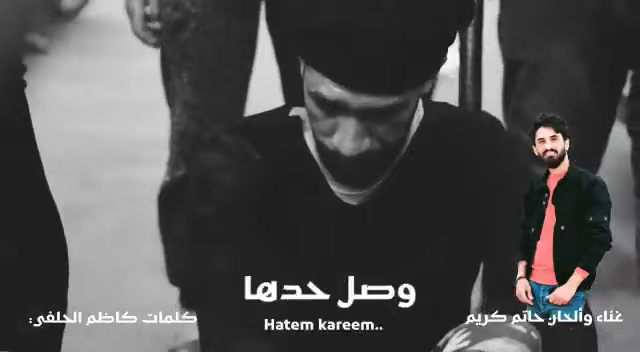 وصل حدها
Hatem kareem..
غناء وألحان: حاتم كريم
كلمات كاظم الحلفي: